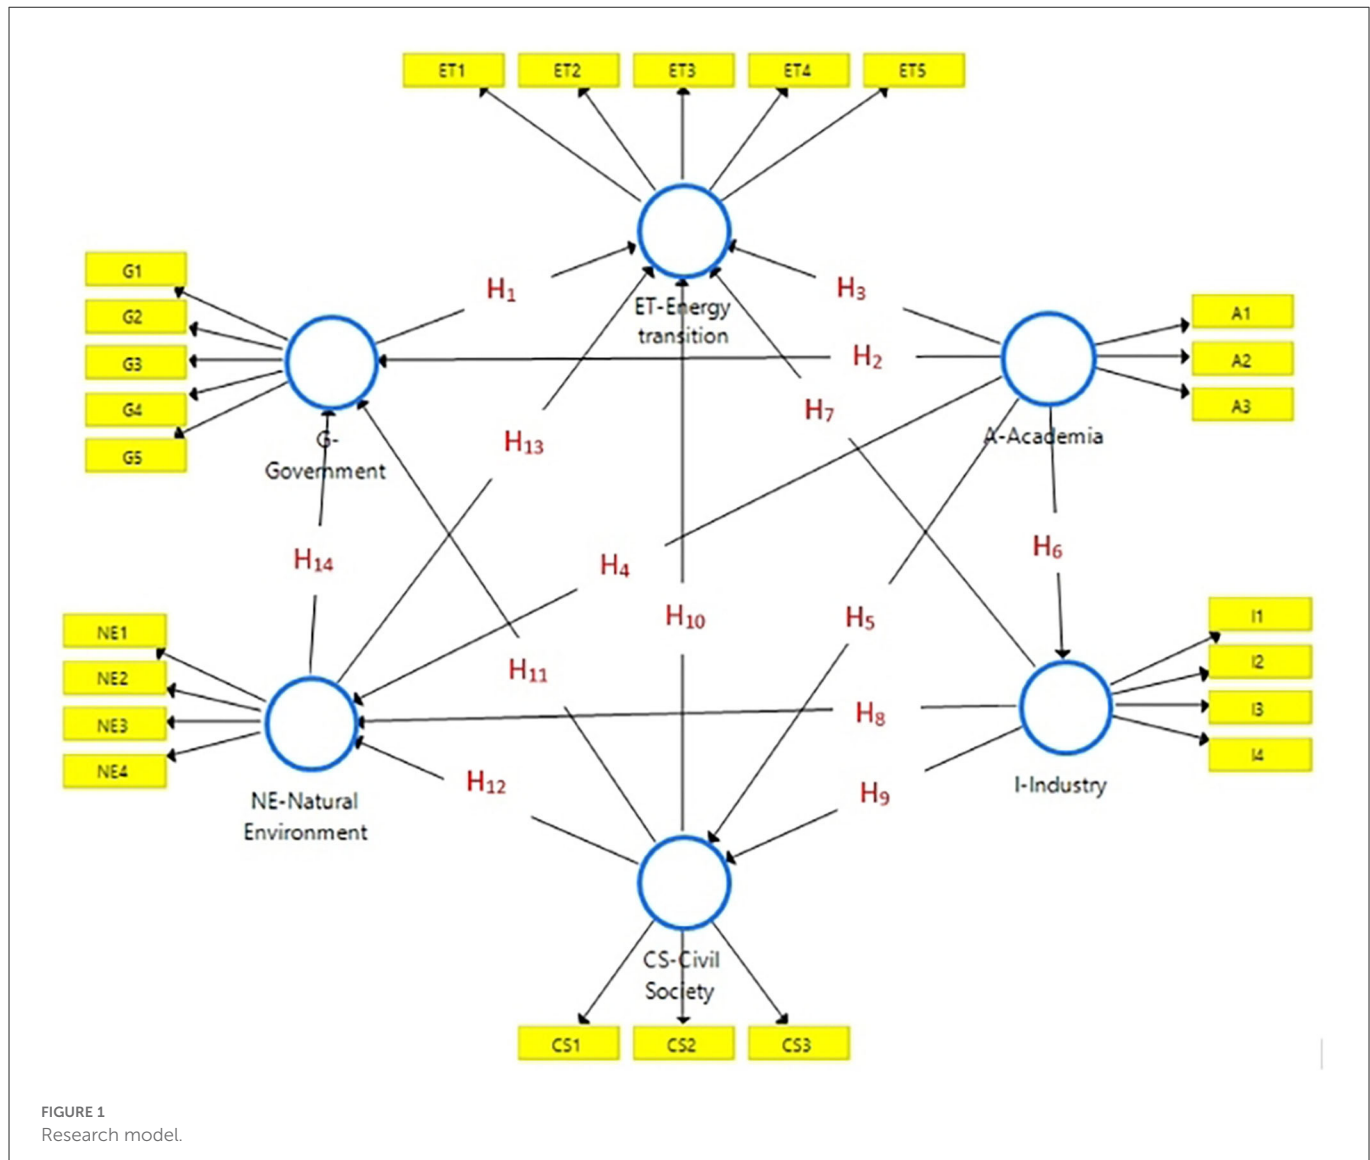 ET1 ET2 ET3 ET4 ET5
G1
G2
G3
G4
G5
H1
H3
ET-Energy
transition
A1
A2
A3
H2
H7
G-
Government
H13
A-Academia
H14
H4
H6
H10
H5
NE1
NE2
NE3
NE4
I1
I2
I3
I4
H11
H8
H12
H9
NE-Natural
Environment
I-Industry
CS-Civil
Society
CS1 CS2 CS3
FIGURE 1
Research model.